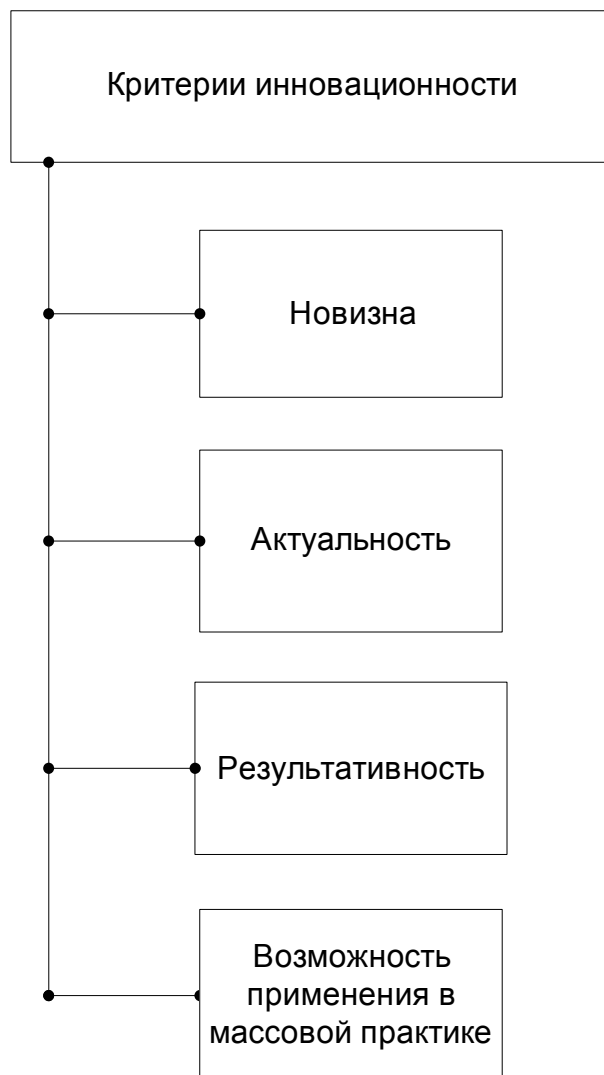 Критерии инновационности
Новизна
Актуальность
Результативность
Возможность
применения в
массовой практике